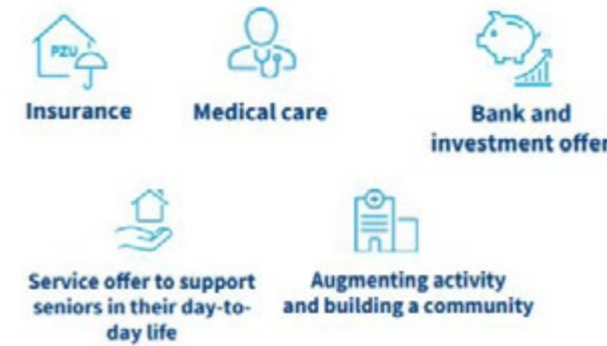 PZU
Insurance
Medical care
Bank and
investment offer
Service offer to support
seniors in their day-to-
day life
Augmenting activity
and building a community